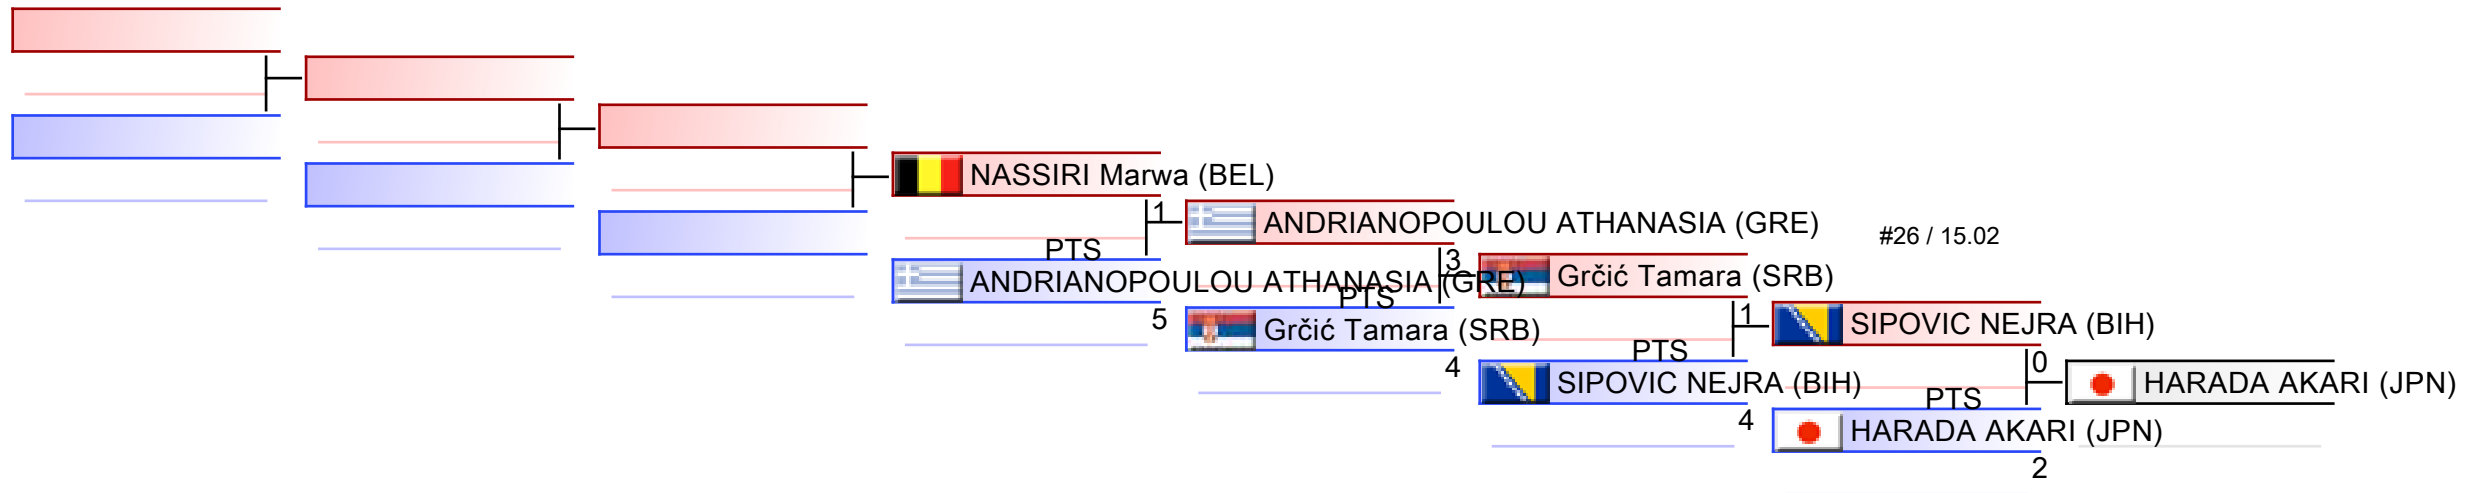 NASSIRI Marwa (BEL)
1
PTS
ANDRIANOPOULOU ATHANASIA (GRE)
5
ANDRIANOPOULOU ATHANASIA (GRE)
3
PTS
Grčić Tamara (SRB)
4
#26 / 15.02
Grčić Tamara (SRB)
1
PTS
SIPOVIC NEJRA (BIH)
4
SIPOVIC NEJRA (BIH)
0
PTS
HARADA AKARI (JPN)
2
HARADA AKARI (JPN)